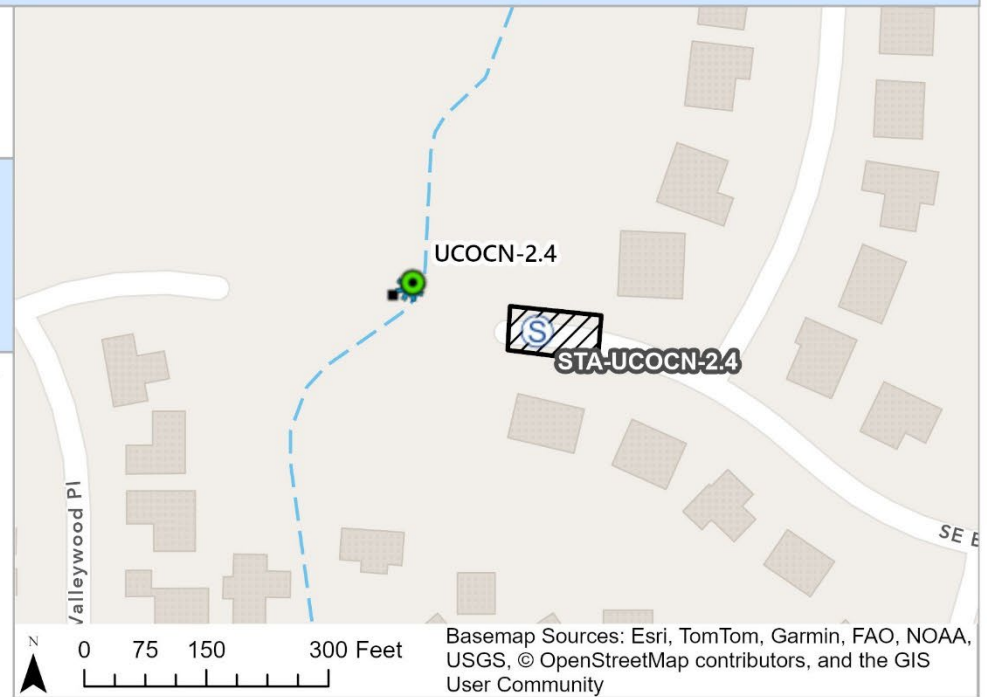 UCOCN-2.4
S
STA-UCOCN-2.4
Valleywood Pl
SE
N
0 75 150 300 Feet
Basemap Sources: Esri, TomTom, Garmin, FAO, NOAA,
USGS, © OpenStreetMap contributors, and the GIS
User Community